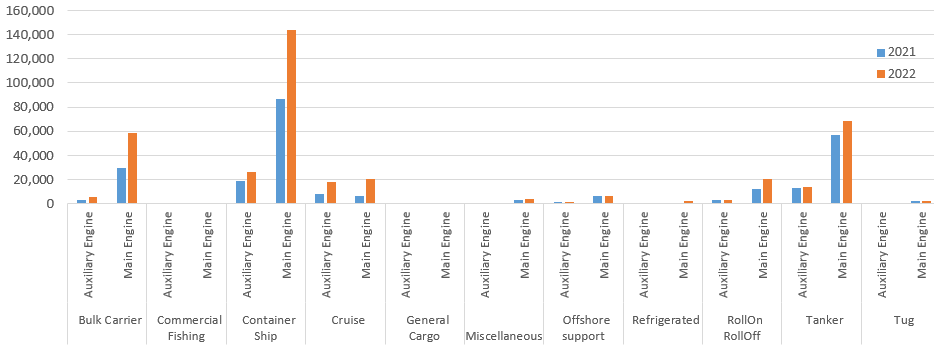 160,000
140,000
120,000
100,000
80,000
60,000
40,000
20,000
0
2021
2022
Auxiliary Engine
Main Engine
Auxiliary Engine
Main Engine
Auxiliary Engine
Main Engine
Auxiliary Engine
Main Engine
Auxiliary Engine
Main Engine
Auxiliary Engine
Main Engine
Auxiliary Engine
Main Engine
Auxiliary Engine
Main Engine
Auxiliary Engine
Main Engine
Auxiliary Engine
Main Engine
Auxiliary Engine
Main Engine
Bulk Carrier
Commercial
Fishing
Container
Ship
Cruise
General
Cargo
Miscellaneous
Offshore
support
Refrigerated
RollOn
RollOff
Tanker
Tug